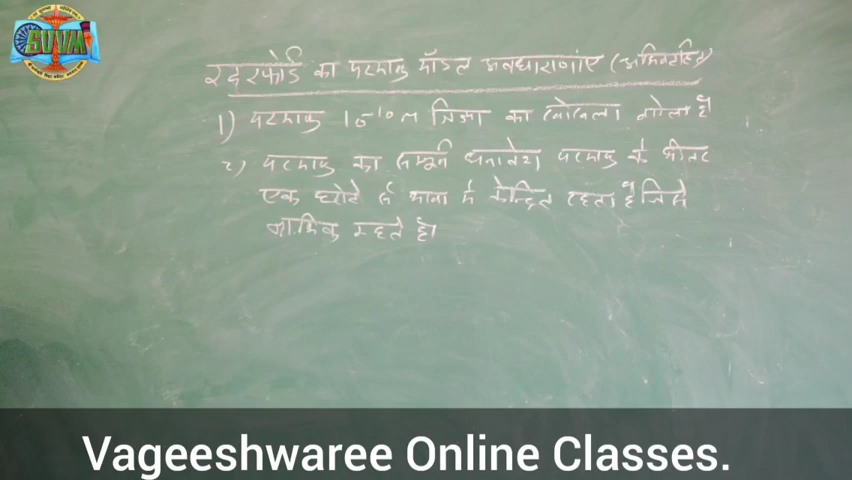 SUVM
रदरफोर्ड का परमाणु मॉडल अवधारणाएं
1) परमाणु 10⁻¹⁰ m त्रिज्या का खोखला गोला है
2) परमाणु का सम्पूर्ण धनावेश परमाणु के भीतर
एक छोटे से भाग में केन्द्रित रहता है जिसे
नाभिक कहते है।
Vageeshwaree Online Classes.